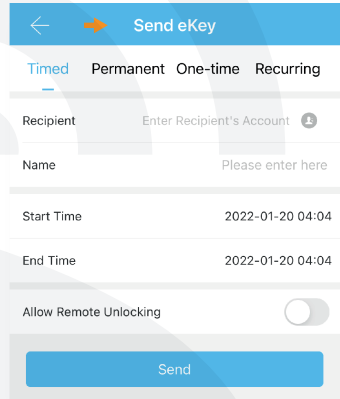 Send eKey
Timed Permanent One-time Recurring
Recipient Enter Recipient's Account
Name Please enter here
Start Time 2022-01-20 04:04
End Time 2022-01-20 04:04
Allow Remote Unlocking
Send